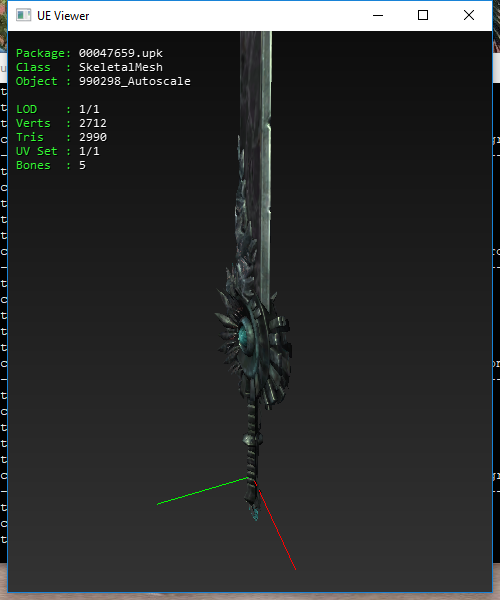 UE Viewer
Package: 00047659.upk
Class : SkeletalMesh
Object : 990298_Autoscale
LOD : 1/1
Verts : 2712
Tris : 2990
UV Set : 1/1
Bones : 5